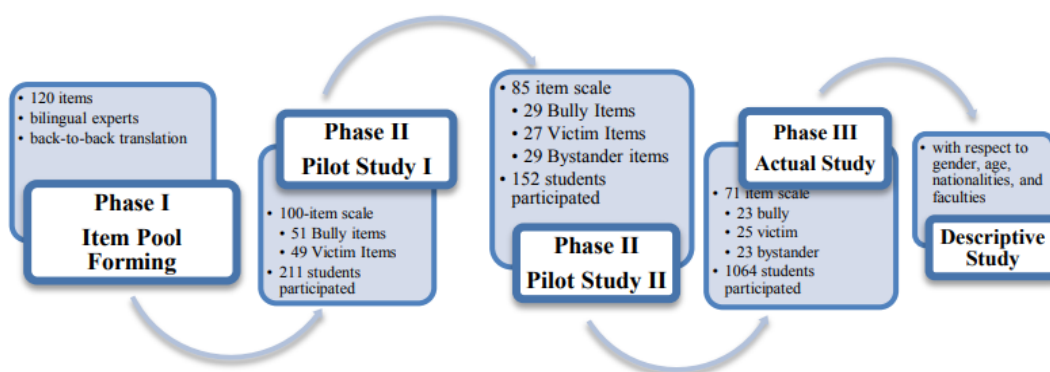 • 120 items
• bilingual experts
• back-to-back translation
Phase I
Item Pool
Forming
Phase II
Pilot Study I
• 100-item scale
• 51 Bully items
• 49 Victim Items
• 211 students
participated
• 85 item scale
• 29 Bully Items
• 27 Victim Items
• 29 Bystander items
• 152 students
participated
Phase II
Pilot Study II
Phase III
Actual Study
• 71 item scale
• 23 bully
• 25 victim
• 23 bystander
• 1064 students
participated
• with respect to
gender, age,
nationalities, and
faculties
Descriptive
Study